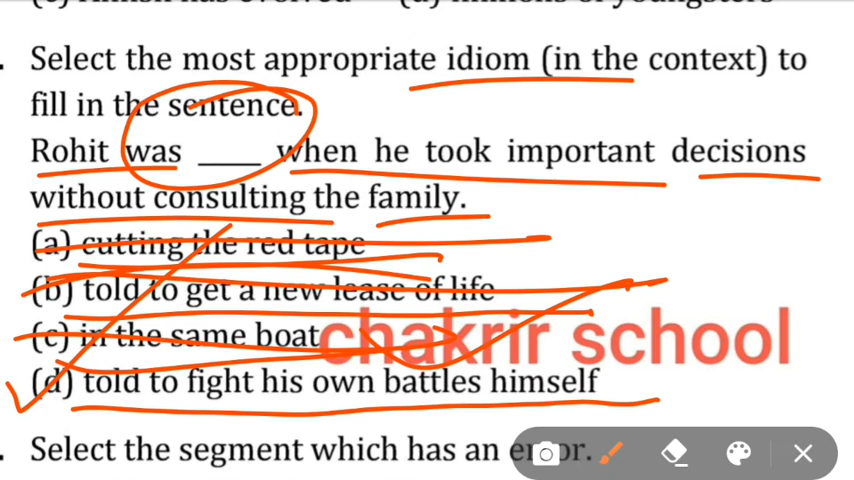 . Select the most appropriate idiom (in the context) to
fill in the sentence.
Rohit was ____ when he took important decisions
without consulting the family.
(a) cutting the red tape
(b) told to get a new lease of life
(c) in the same boat
chakrir school
(d) told to fight his own battles himself
. Select the segment which has an error.